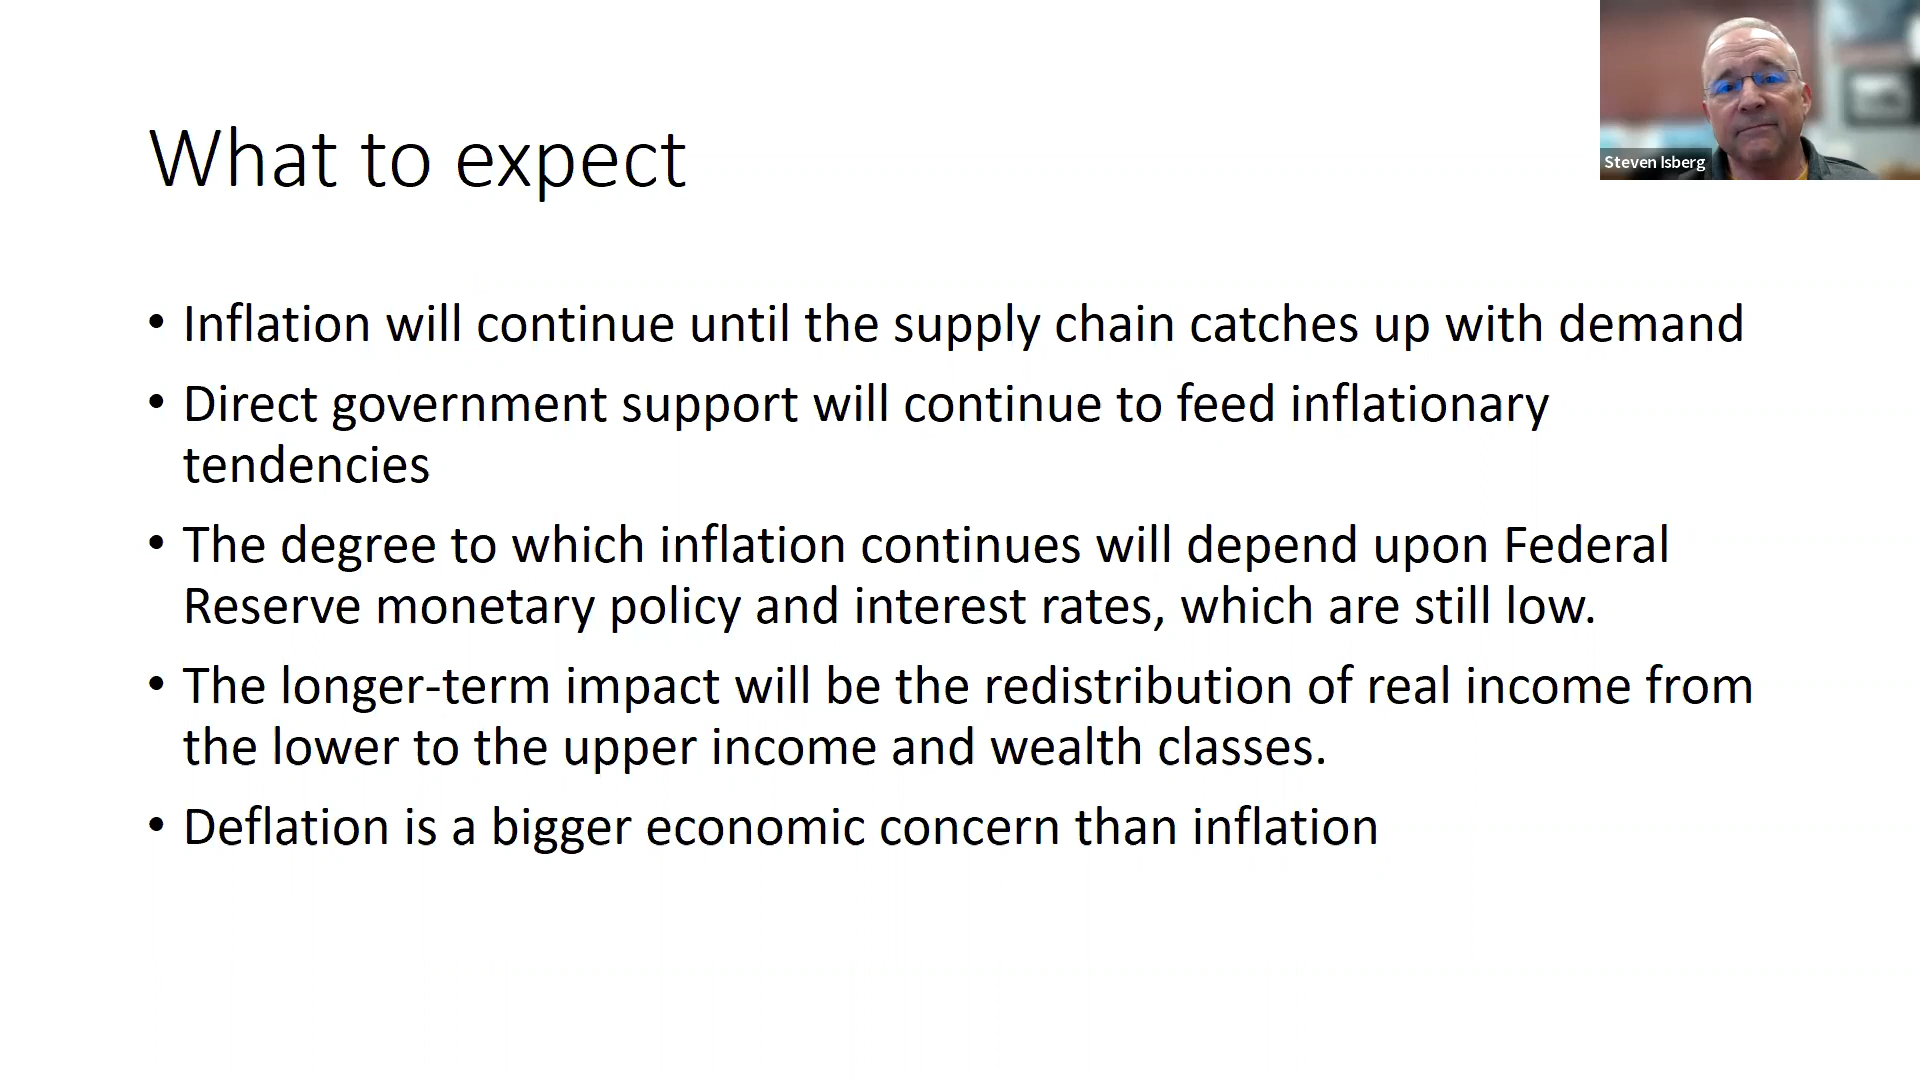 What to expect
Steven Isberg
• Inflation will continue until the supply chain catches up with demand
• Direct government support will continue to feed inflationary
tendencies
• The degree to which inflation continues will depend upon Federal
Reserve monetary policy and interest rates, which are still low.
• The longer-term impact will be the redistribution of real income from
the lower to the upper income and wealth classes.
• Deflation is a bigger economic concern than inflation